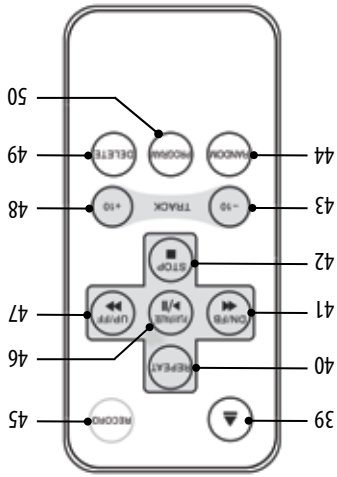 39
RECORD 45
REPEAT
40 46
41 DN/FB UP/FF 47
STOP
42
43 -10 TRACK +10 48
44 RANDOM PROGRAM DELETE 49
50